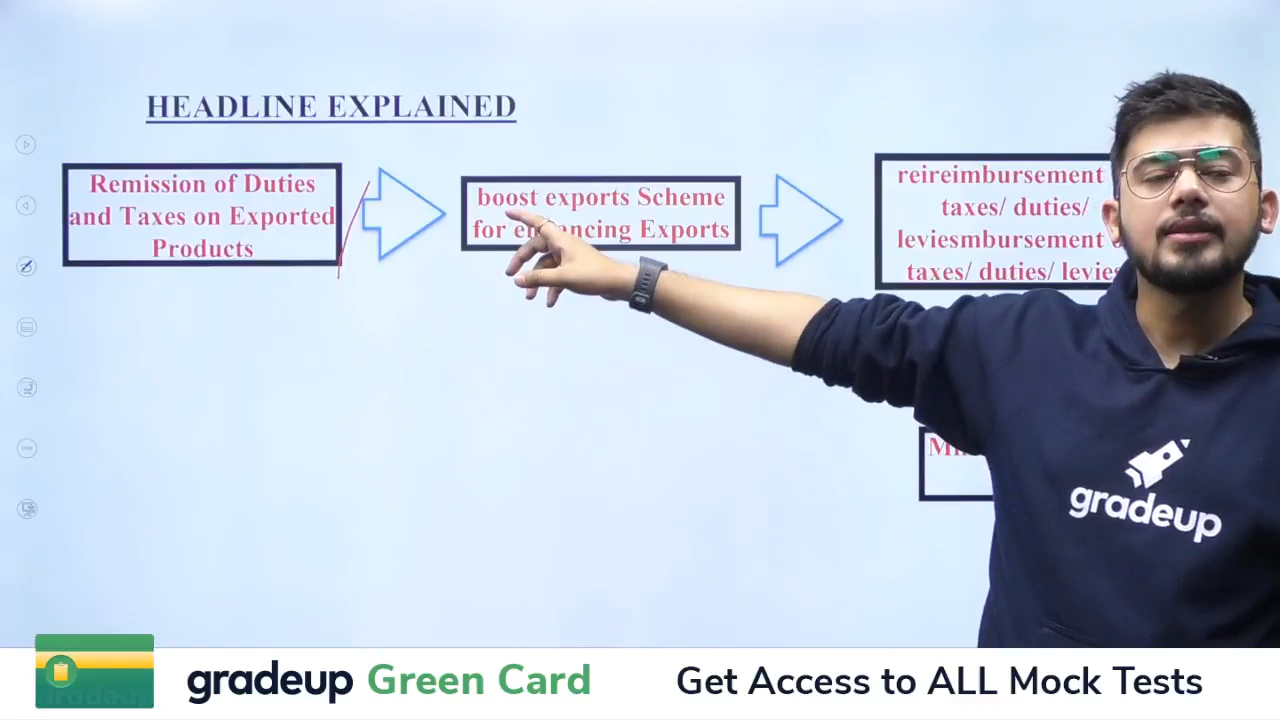 HEADLINE EXPLAINED
Remission of Duties
and Taxes on Exported
Products
boost exports Scheme
for enhancing Exports
reireimbursement
taxes/ duties/
leviesmbursement
taxes/ duties/ levies
gradeup
gradeup Green Card
Get Access to ALL Mock Tests